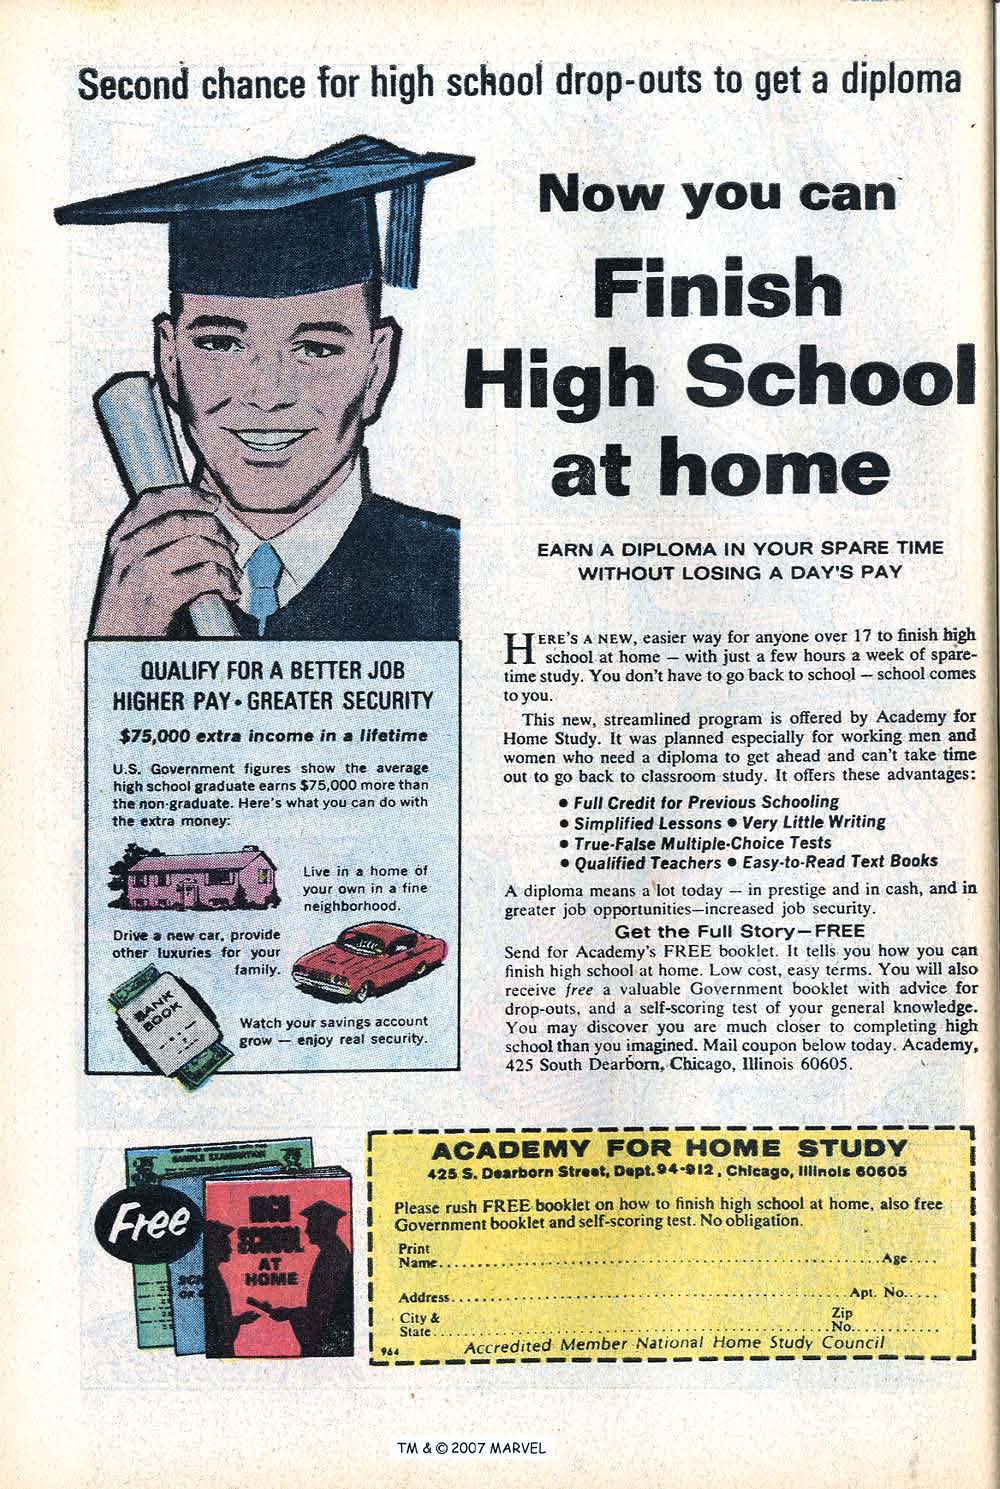 Second chance for high school drop-outs to get a diploma
Now you can
Finish
High School
at home
EARN A DIPLOMA IN YOUR SPARE TIME
WITHOUT LOSING A DAY'S PAY
HERE'S A NEW, easier way for anyone over 17 to finish high
school at home — with just a few hours a week of spare-
time study. You don't have to go back to school — school comes
to you.
This new, streamlined program is offered by Academy for
Home Study. It was planned especially for working men and
women who need a diploma to get ahead and can't take time
out to go back to classroom study. It offers these advantages:
• Full Credit for Previous Schooling
• Simplified Lessons • Very Little Writing
• True-False Multiple-Choice Tests
• Qualified Teachers • Easy-to-Read Text Books
A diploma means a lot today — in prestige and in cash, and in
greater job opportunities—increased job security.
Get the Full Story—FREE
Send for Academy's FREE booklet. It tells you how you can
finish high school at home. Low cost, easy terms. You will also
receive free a valuable Government booklet with advice for
drop-outs, and a self-scoring test of your general knowledge.
You may discover you are much closer to completing high
school than you imagined. Mail coupon below today. Academy,
425 South Dearborn, Chicago, Illinois 60605.
QUALIFY FOR A BETTER JOB
HIGHER PAY • GREATER SECURITY
$75,000 extra income in a lifetime
U.S. Government figures show the average
high school graduate earns $75,000 more than
the non-graduate. Here's what you can do with
the extra money:
Live in a home of
your own in a fine
neighborhood.
Drive a new car, provide
other luxuries for your
family.
BANK
BOOK
Watch your savings account
grow — enjoy real security.
SAMPLE EXAMINATION
Free
HIGH
SCHOOL
AT
HOME
ACADEMY FOR HOME STUDY
425 S. Dearborn Street, Dept. 94-912, Chicago, Illinois 60605
Please rush FREE booklet on how to finish high school at home, also free
Government booklet and self-scoring test. No obligation.
Print
Name Age
Address Apt. No.
City & Zip
State No.
964 Accredited Member National Home Study Council
TM & © 2007 MARVEL